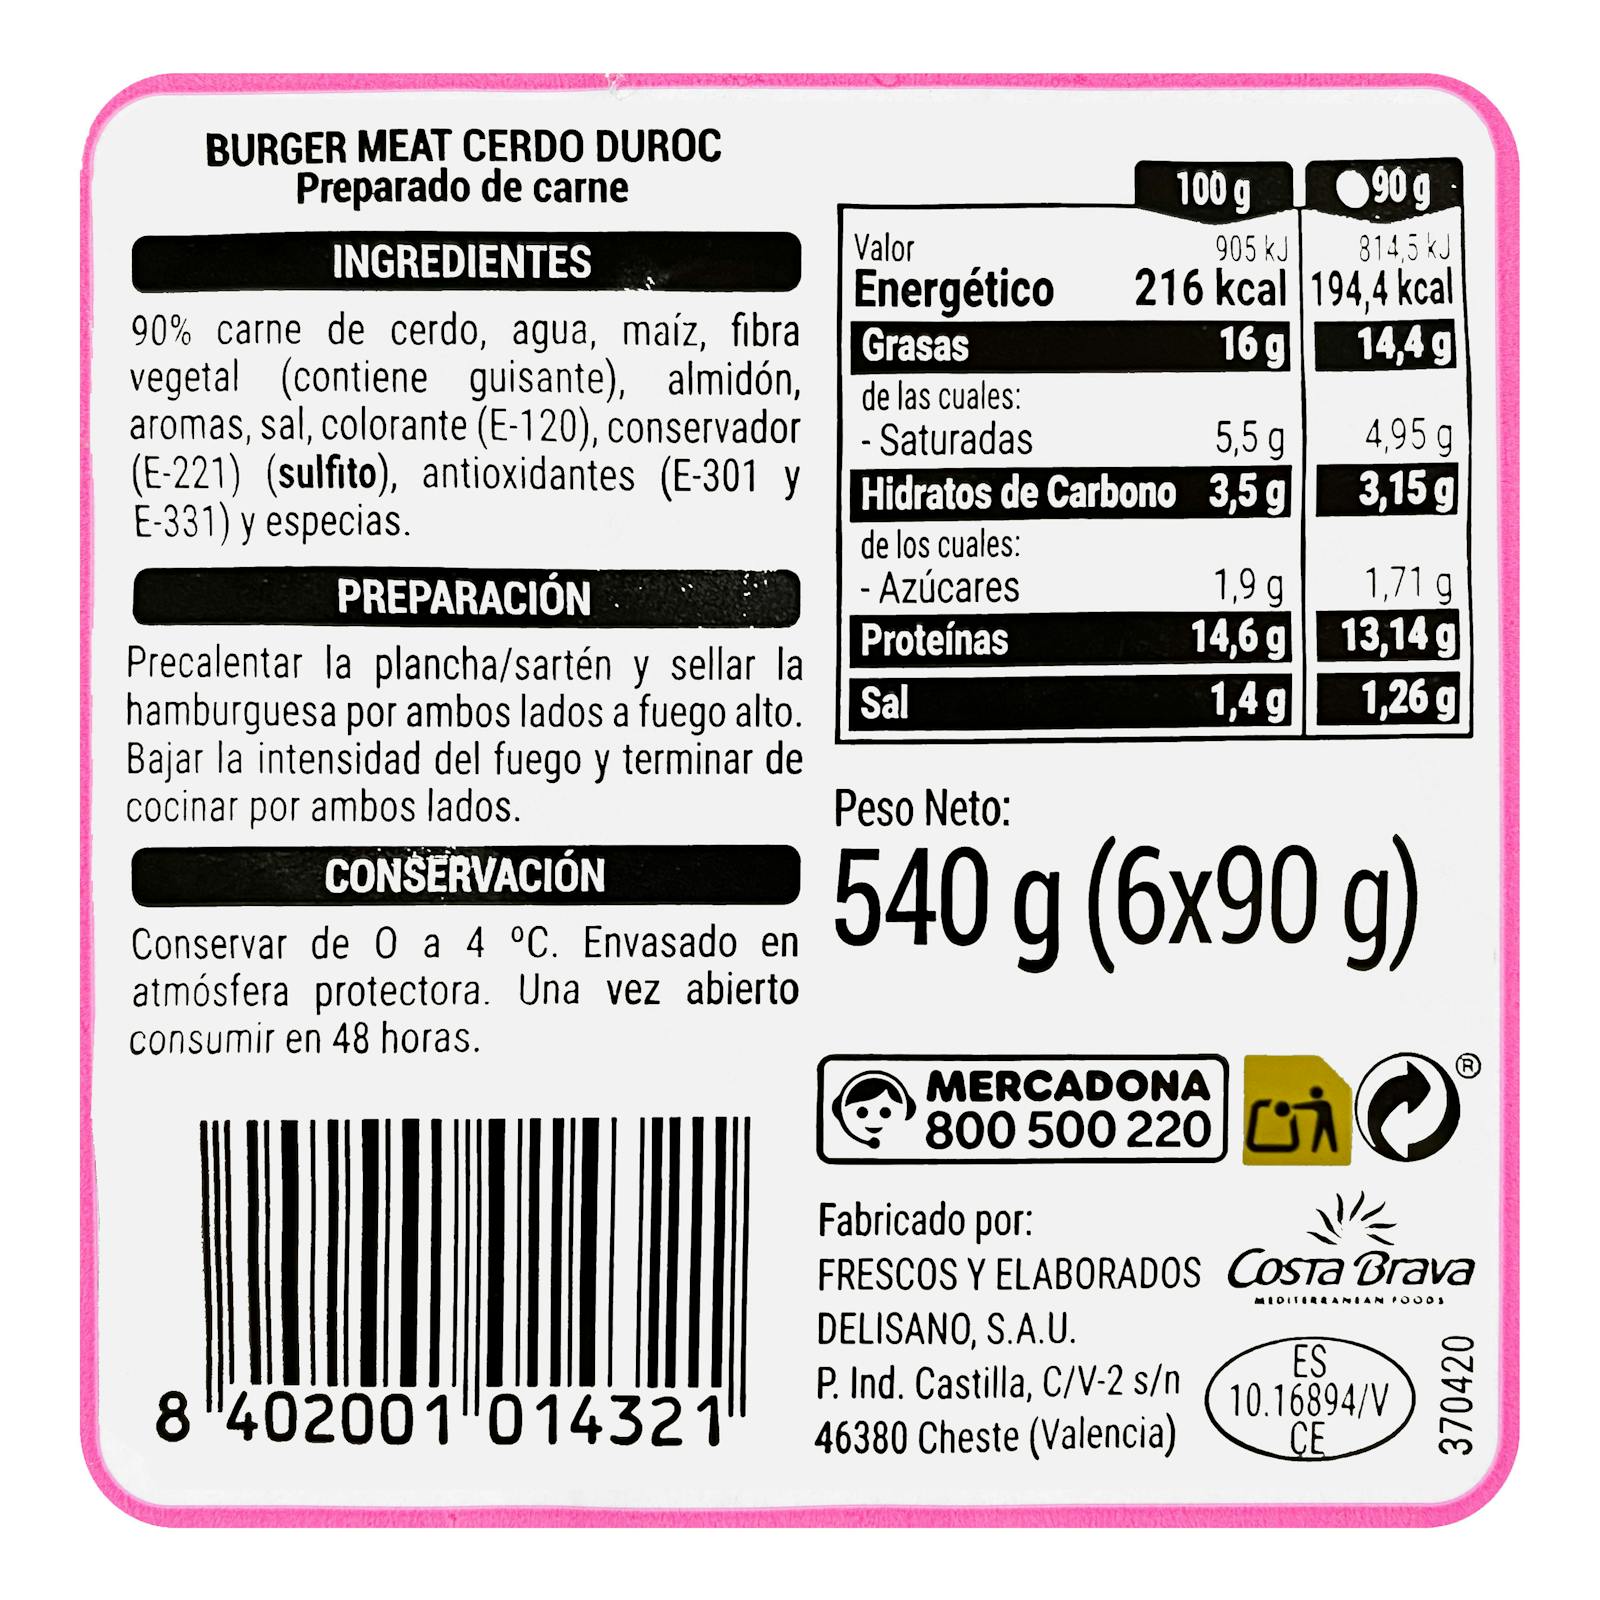 BURGER MEAT CERDO DUROC
Preparado de carne
INGREDIENTES
90% carne de cerdo, agua, maíz, fibra
vegetal (contiene guisante), almidón,
aromas, sal, colorante (E-120), conservador
(E-221) (sulfito), antioxidantes (E-301 y
E-331) y especias.
PREPARACIÓN
Precalentar la plancha/sartén y sellar la
hamburguesa por ambos lados a fuego alto.
Bajar la intensidad del fuego y terminar de
cocinar por ambos lados.
CONSERVACIÓN
Conservar de 0 a 4 ºC. Envasado en
atmósfera protectora. Una vez abierto
consumir en 48 horas.
8 402001 014321
100 g 90 g
Valor 905 kJ 814,5 kJ
Energético 216 kcal 194,4 kcal
Grasas 16 g 14,4 g
de las cuales:
- Saturadas 5,5 g 4,95 g
Hidratos de Carbono 3,5 g 3,15 g
de los cuales:
- Azúcares 1,9 g 1,71 g
Proteínas 14,6 g 13,14 g
Sal 1,4 g 1,26 g
Peso Neto:
540 g (6x90 g)
MERCADONA
800 500 220
®
Fabricado por:
FRESCOS Y ELABORADOS
DELISANO, S.A.U.
P. Ind. Castilla, C/V-2 s/n
46380 Cheste (Valencia)
Costa Brava
MEDITERRANEAN FOODS
ES
10.16894/V
CE
370420